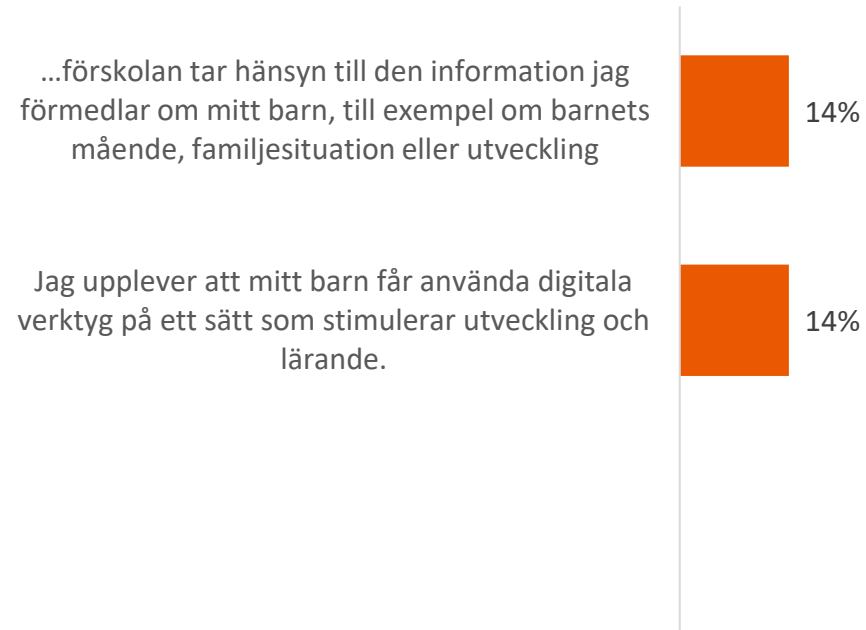 …förskolan tar hänsyn till den information jag
förmedlar om mitt barn, till exempel om barnets
mående, familjesituation eller utveckling
14%
Jag upplever att mitt barn får använda digitala
verktyg på ett sätt som stimulerar utveckling och
lärande.
14%